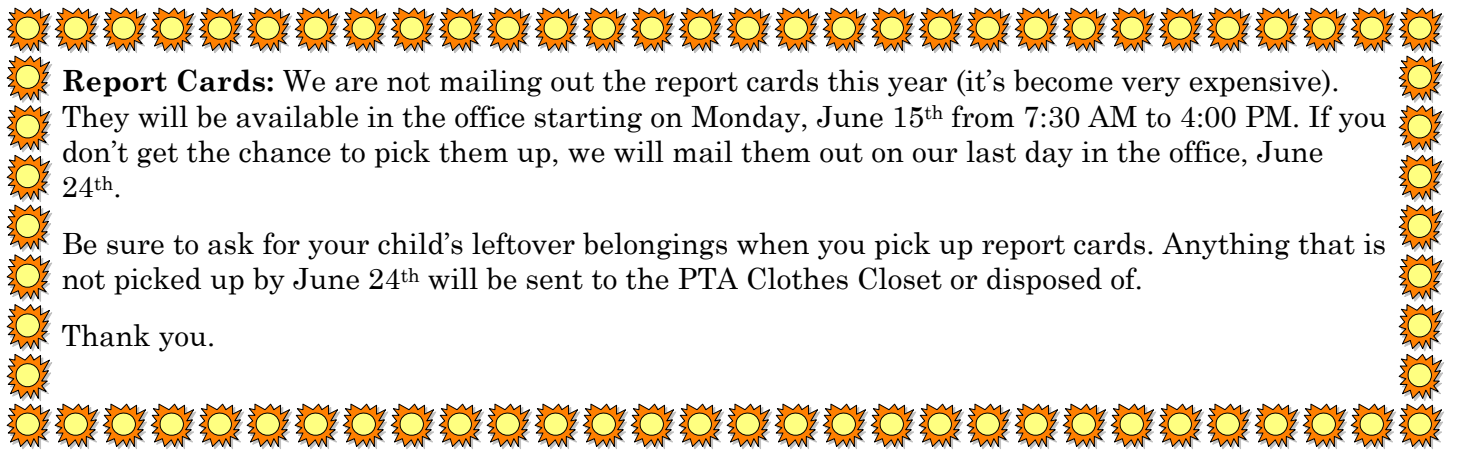 Report Cards: We are not mailing out the report cards this year (it's become very expensive).
They will be available in the office starting on Monday, June 15th from 7:30 AM to 4:00 PM. If you
don't get the chance to pick them up, we will mail them out on our last day in the office, June
24th.
Be sure to ask for your child's leftover belongings when you pick up report cards. Anything that is
not picked up by June 24th will be sent to the PTA Clothes Closet or disposed of.
Thank you.